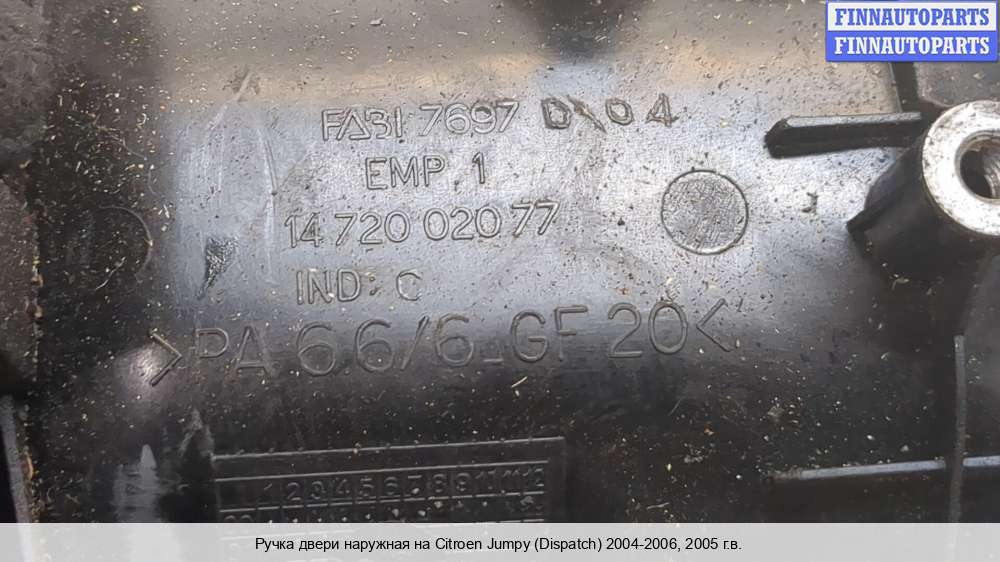 FINNAUTOPARTS
FINNAUTOPARTS
FABI 7697 D 04
EMP. 1
14 720 020 77
IND: C
>PA 6.6/6_GF 20<
1 2 3 4 5 6 7 8 9 10 11 12
Ручка двери наружная на Citroen Jumpy (Dispatch) 2004-2006, 2005 г.в.